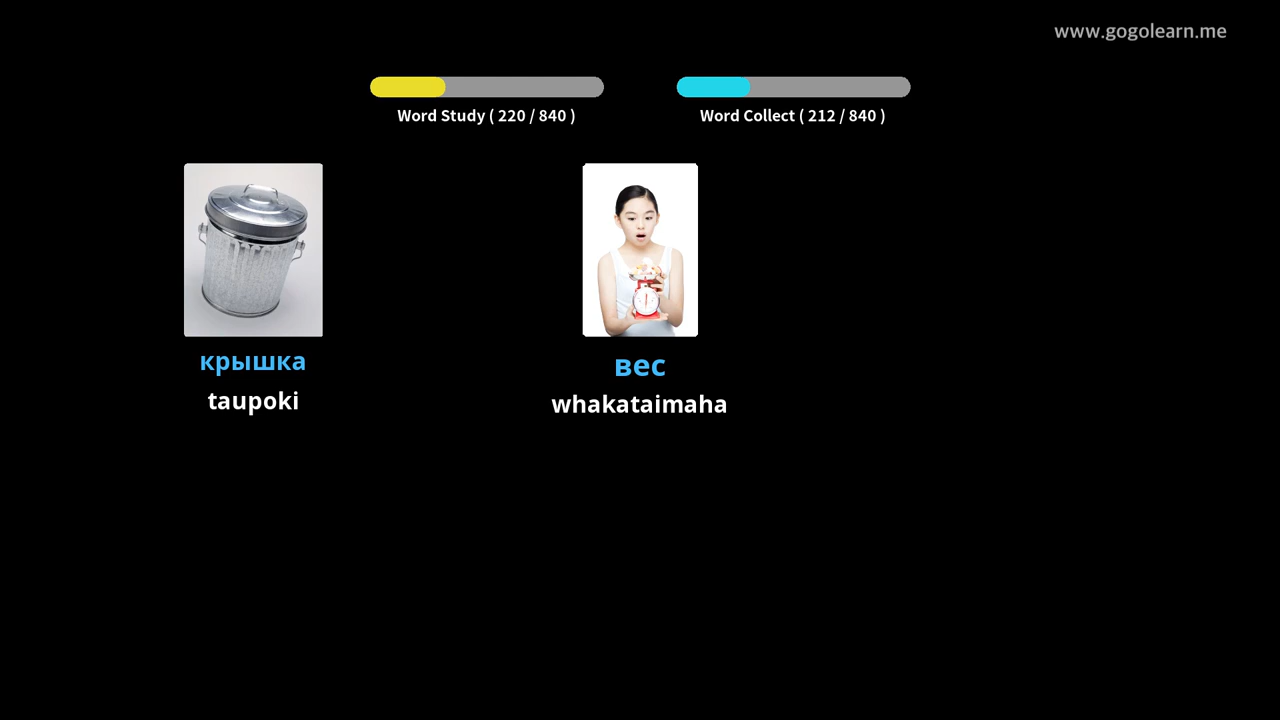 www.gogolearn.me
Word Study ( 220 / 840 )
Word Collect ( 212 / 840 )
крышка
taupoki
вес
whakataimaha